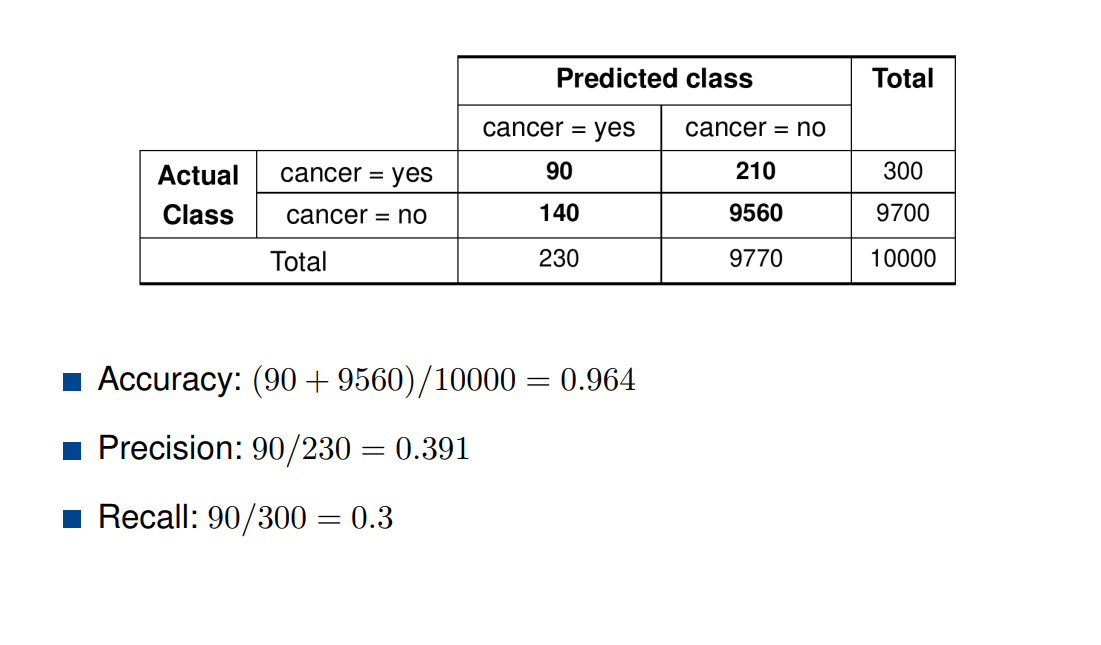 Predicted class Total
cancer = yes cancer = no
Actual Class cancer = yes 90 210 300
cancer = no 140 9560 9700
Total 230 9770 10000
Accuracy: (90 + 9560)/10000 = 0.964
Precision: 90/230 = 0.391
Recall: 90/300 = 0.3